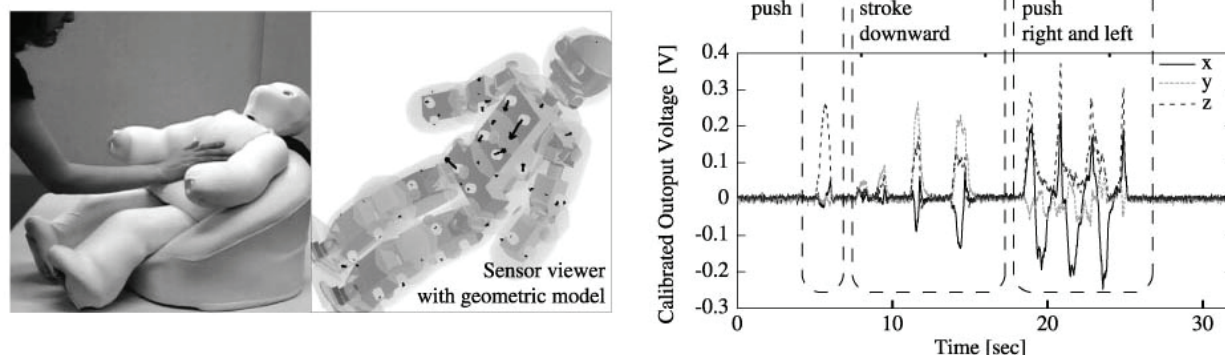 Sensor viewer
with geometric model
push
stroke
downward
push
right and left
x
y
z
Calibrated Outoput Voltage [V]
0.4
0.3
0.2
0.1
0
-0.1
-0.2
-0.3
0
10
20
30
Time [sec]